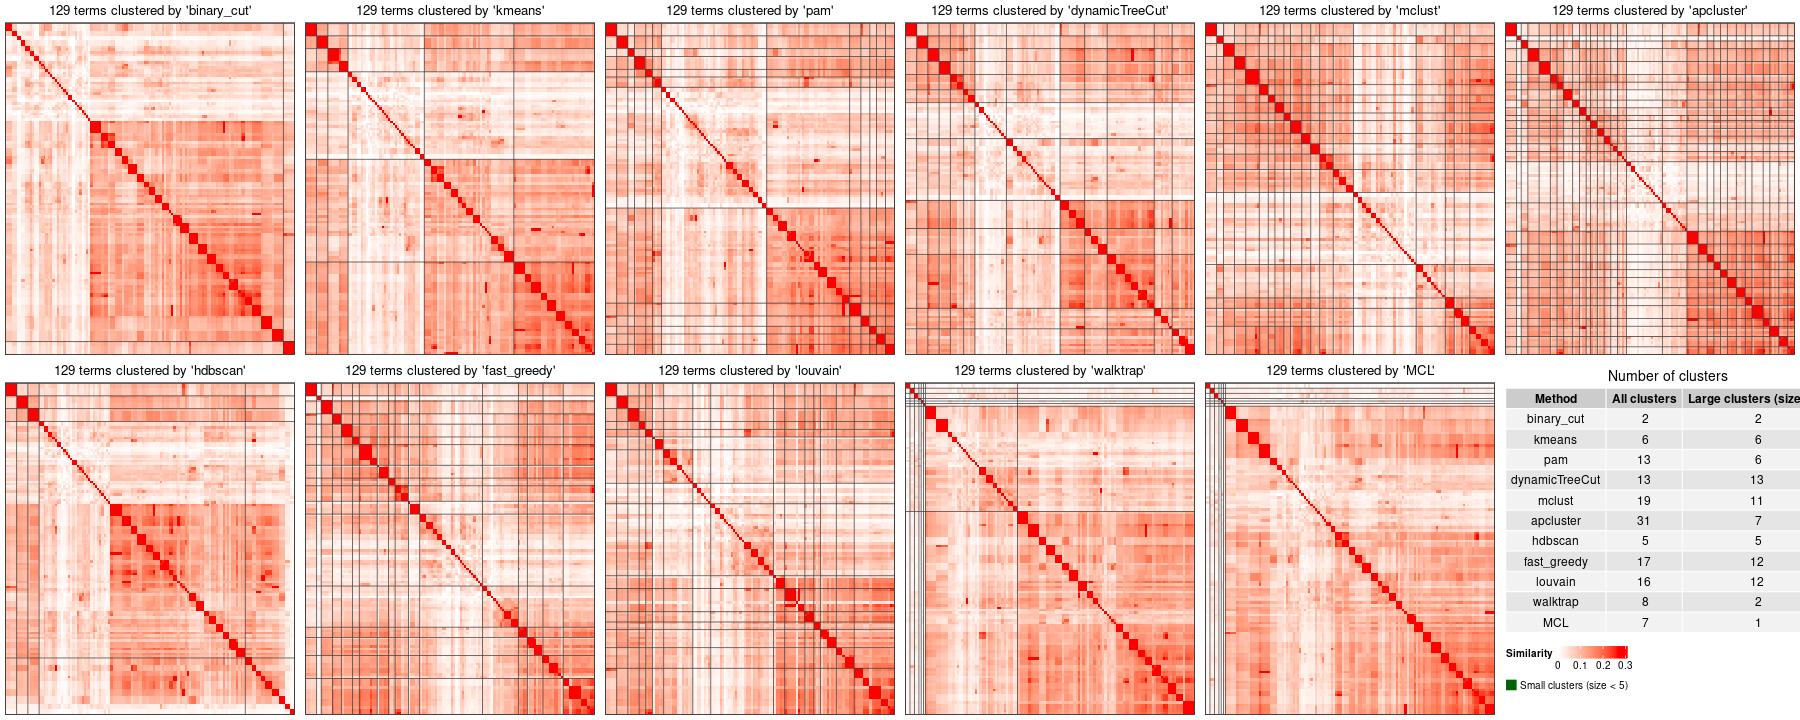 129 terms clustered by 'binary_cut'
129 terms clustered by 'kmeans'
129 terms clustered by 'pam'
129 terms clustered by 'dynamicTreeCut'
129 terms clustered by 'mclust'
129 terms clustered by 'apcluster'
129 terms clustered by 'hdbscan'
129 terms clustered by 'fast_greedy'
129 terms clustered by 'louvain'
129 terms clustered by 'walktrap'
129 terms clustered by 'MCL'
Number of clusters
Method All clusters Large clusters (size
binary_cut 2 2
kmeans 6 6
pam 13 6
dynamicTreeCut 13 13
mclust 19 11
apcluster 31 7
hdbscan 5 5
fast_greedy 17 12
louvain 16 12
walktrap 8 2
MCL 7 1
Similarity
0 0.1 0.2 0.3
Small clusters (size < 5)